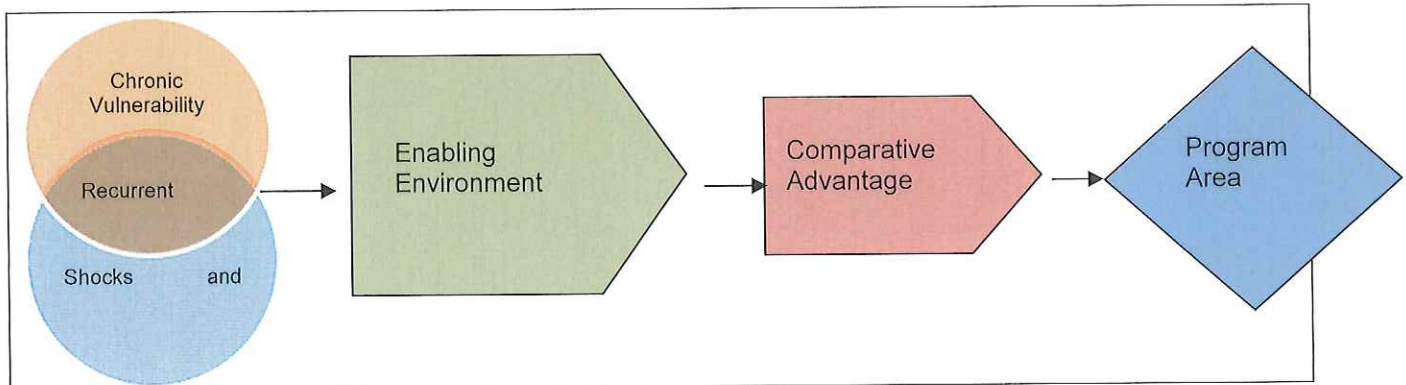 Chronic
Vulnerability
Recurrent
Shocks and
Enabling
Environment
Comparative
Advantage
Program
Area